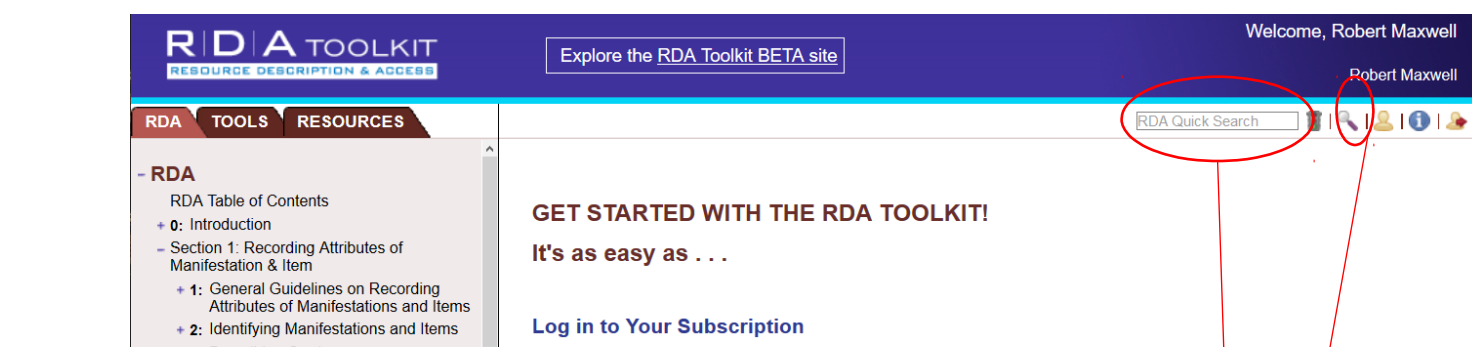 R|D|A TOOLKIT
RESOURCE DESCRIPTION & ACCESS
Explore the RDA Toolkit BETA site
Welcome, Robert Maxwell
Robert Maxwell
RDA TOOLS RESOURCES
RDA Quick Search
- RDA
RDA Table of Contents
+ 0: Introduction
- Section 1: Recording Attributes of
Manifestation & Item
+ 1: General Guidelines on Recording
Attributes of Manifestations and Items
+ 2: Identifying Manifestations and Items
GET STARTED WITH THE RDA TOOLKIT!
It's as easy as . . .
Log in to Your Subscription